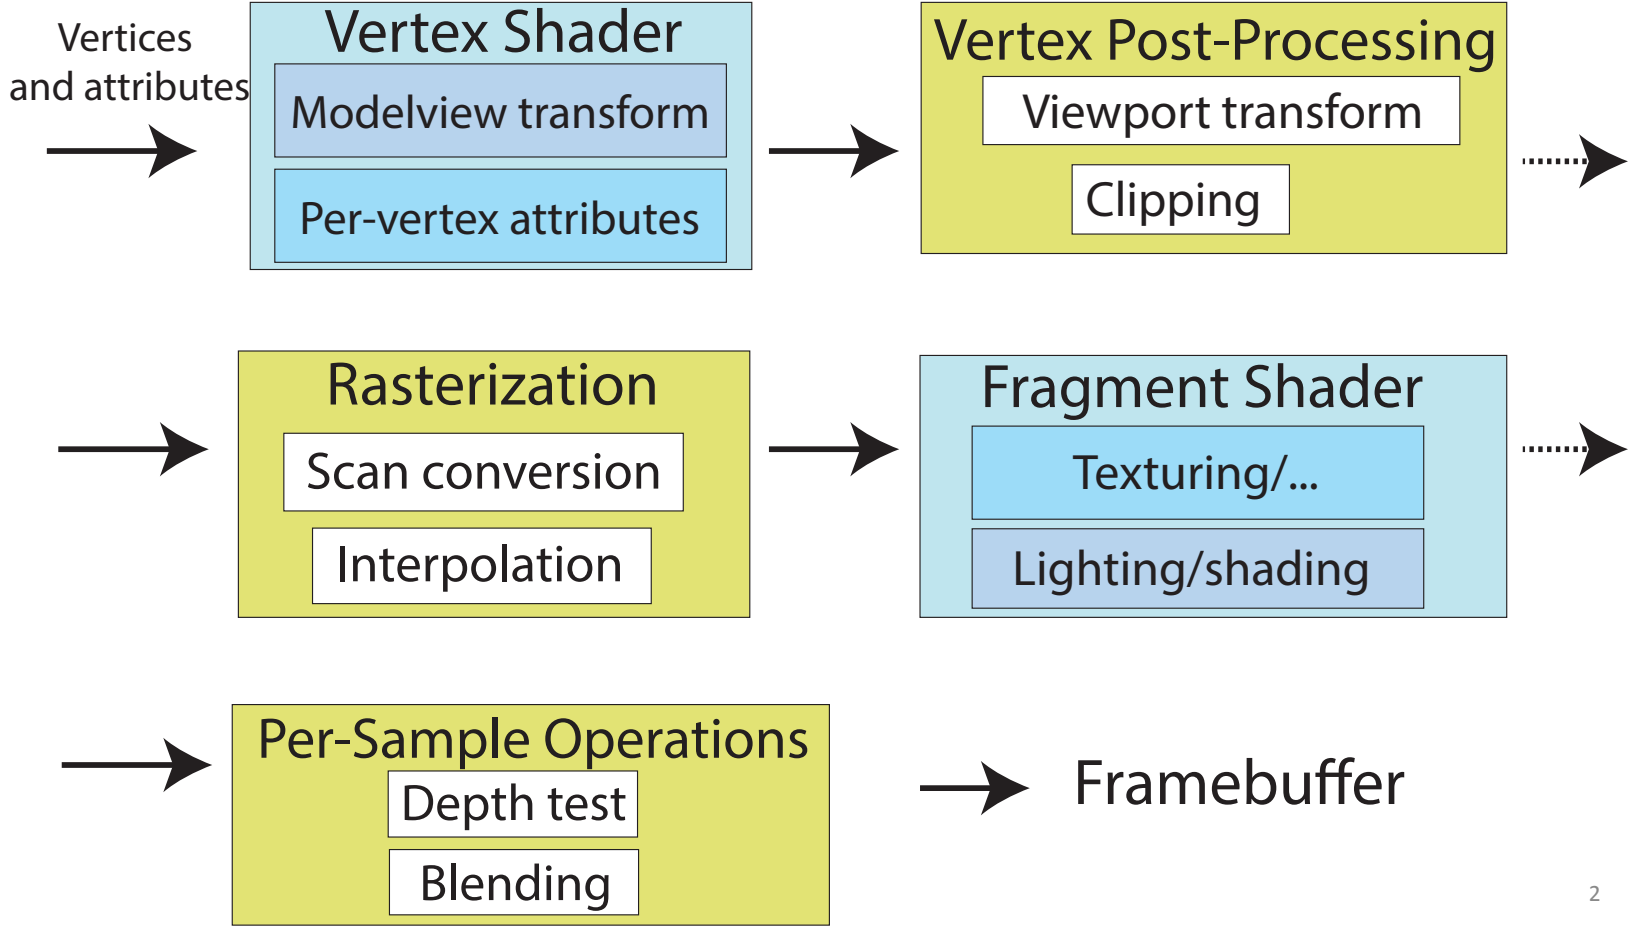 Vertices
and attributes
Vertex Shader
Modelview transform
Per-vertex attributes
Vertex Post-Processing
Viewport transform
Clipping
Rasterization
Scan conversion
Interpolation
Fragment Shader
Texturing/...
Lighting/shading
Per-Sample Operations
Depth test
Blending
Framebuffer
2